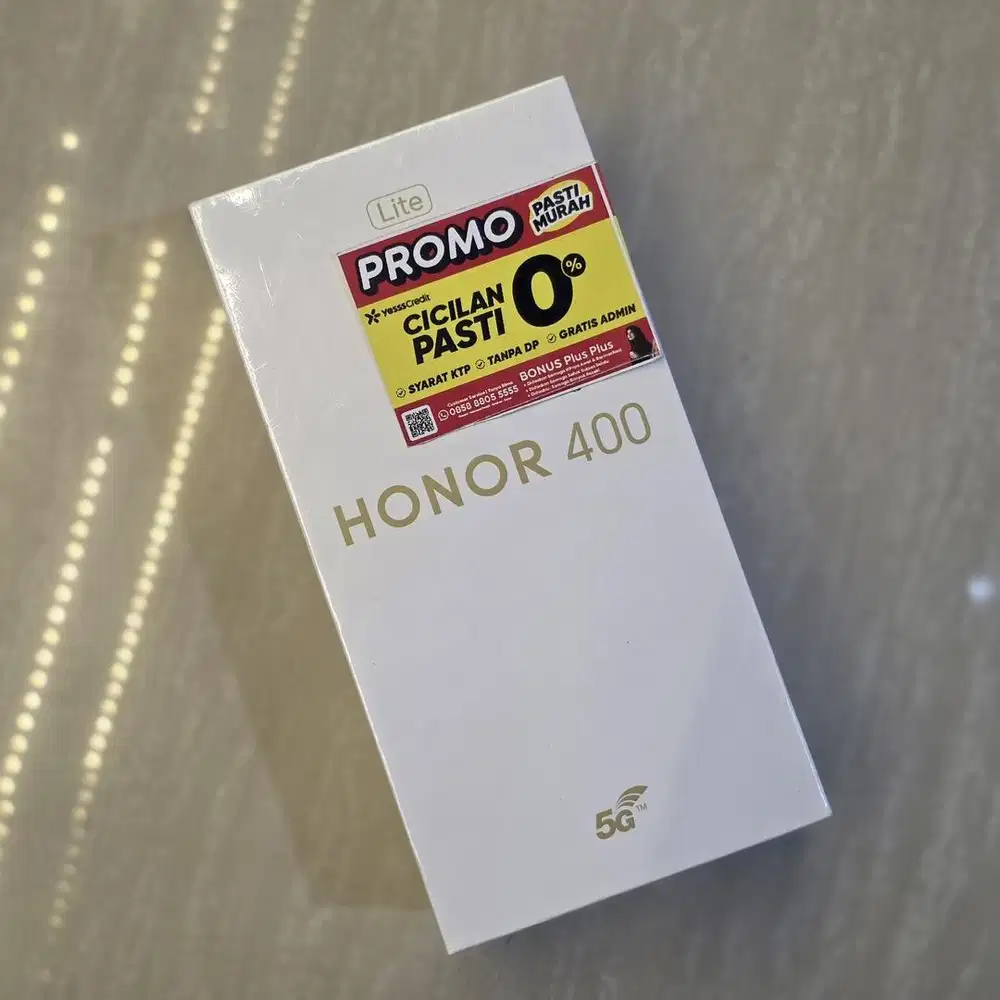 Lite
PROMO
PASTI
MURAH
yesssCredit
CICILAN
PASTI
0%
SYARAT KTP
TANPA DP
GRATIS ADMIN
0858 8805 5555
BONUS Plus Plus
HONOR 400
5G™